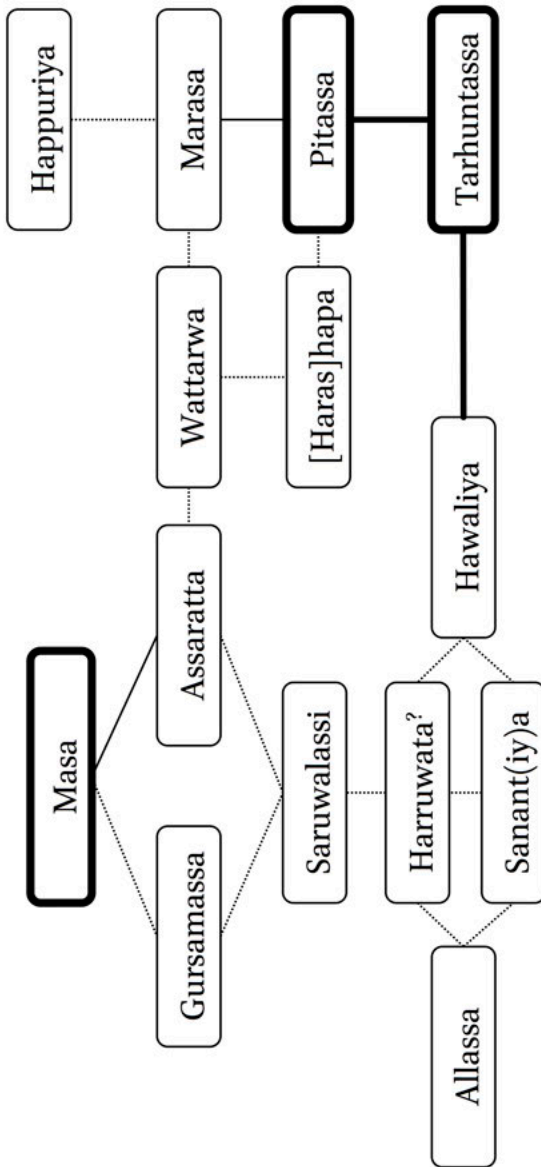 Happuriya
Masa
Gursamassa
Assaratta
Wattarwa
Marasa
Saruwalassi
[Haras]hapa
Pitassa
Harruwata?
Allassa
Hawaliya
Tarhuntassa
Sanant(iy)a